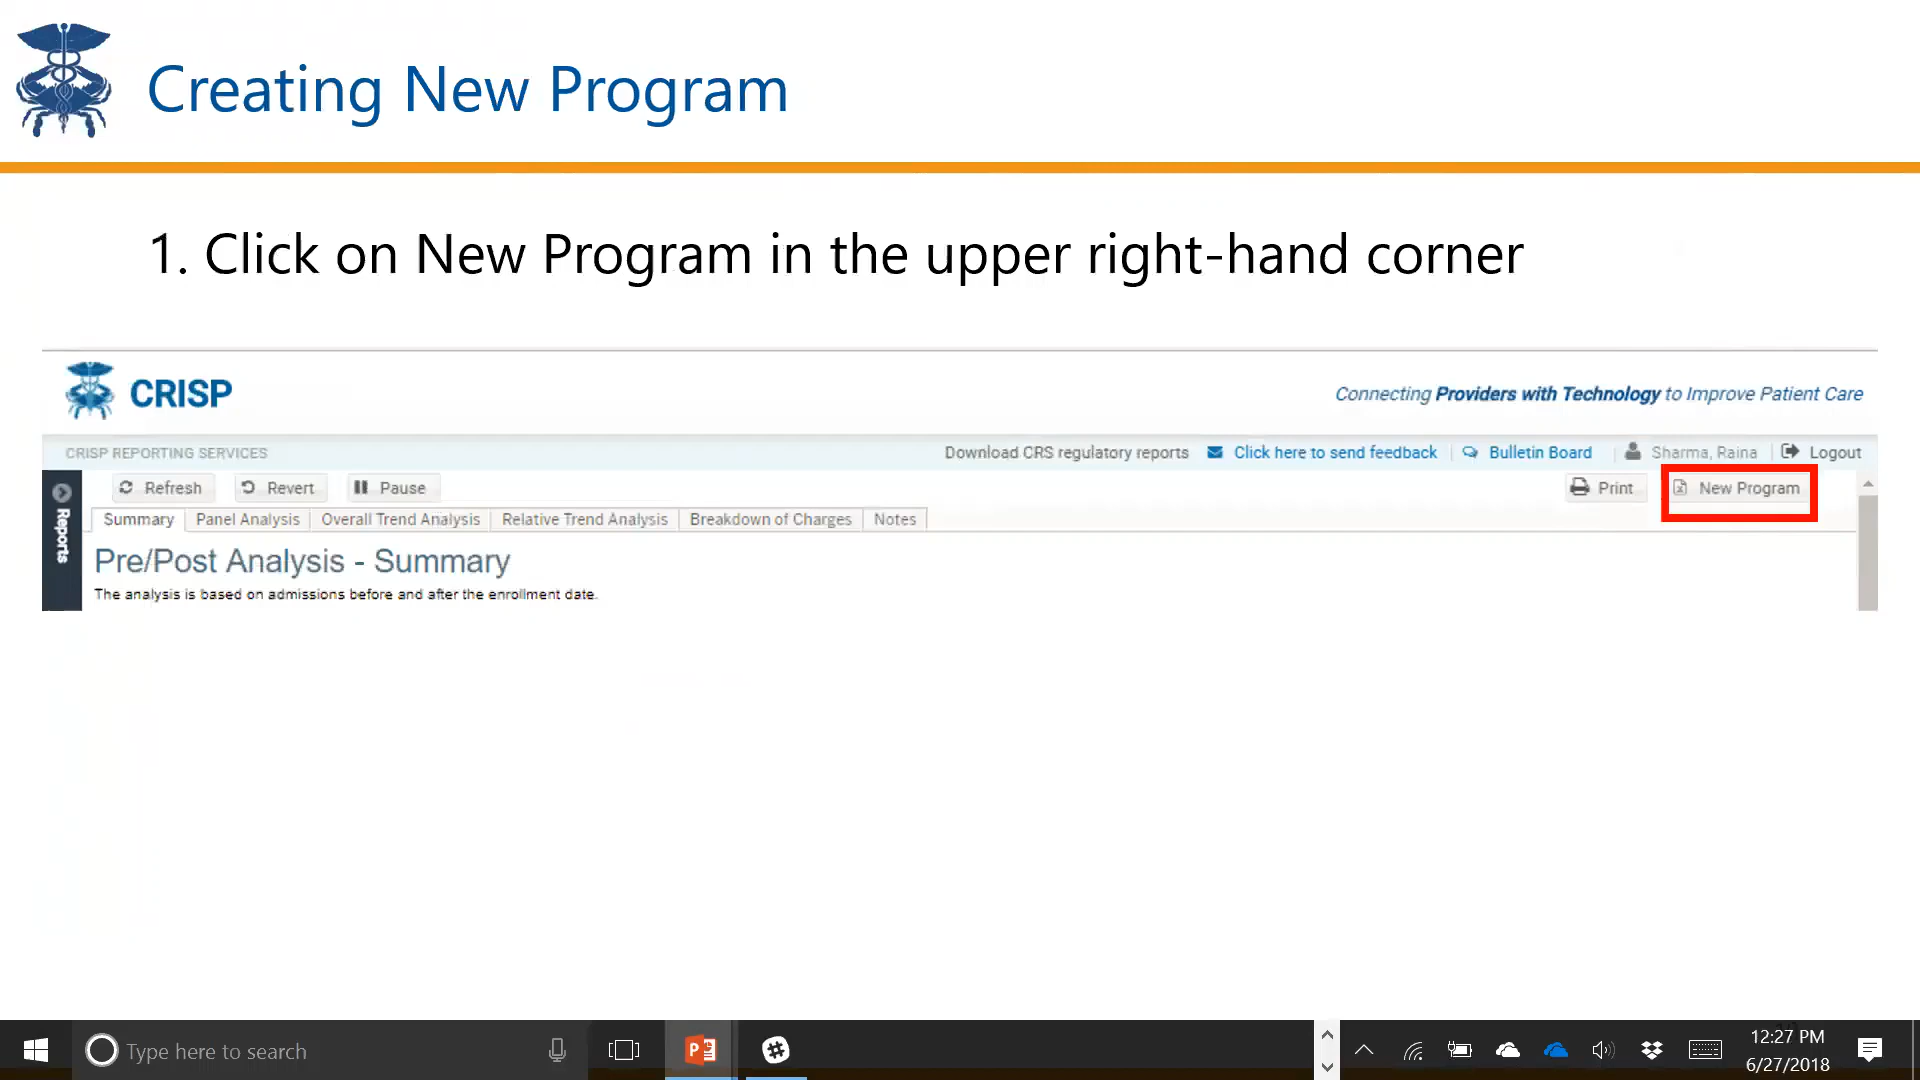 Creating New Program
1. Click on New Program in the upper right-hand corner
CRISP
Connecting Providers with Technology to Improve Patient Care
CRISP REPORTING SERVICES
Download CRS regulatory reports
Click here to send feedback
Bulletin Board
Sharma, Raina
Logout
Reports
Refresh
Revert
Pause
Print
New Program
Summary
Panel Analysis
Overall Trend Analysis
Relative Trend Analysis
Breakdown of Charges
Notes
Pre/Post Analysis - Summary
The analysis is based on admissions before and after the enrollment date.
Type here to search
12:27 PM
6/27/2018